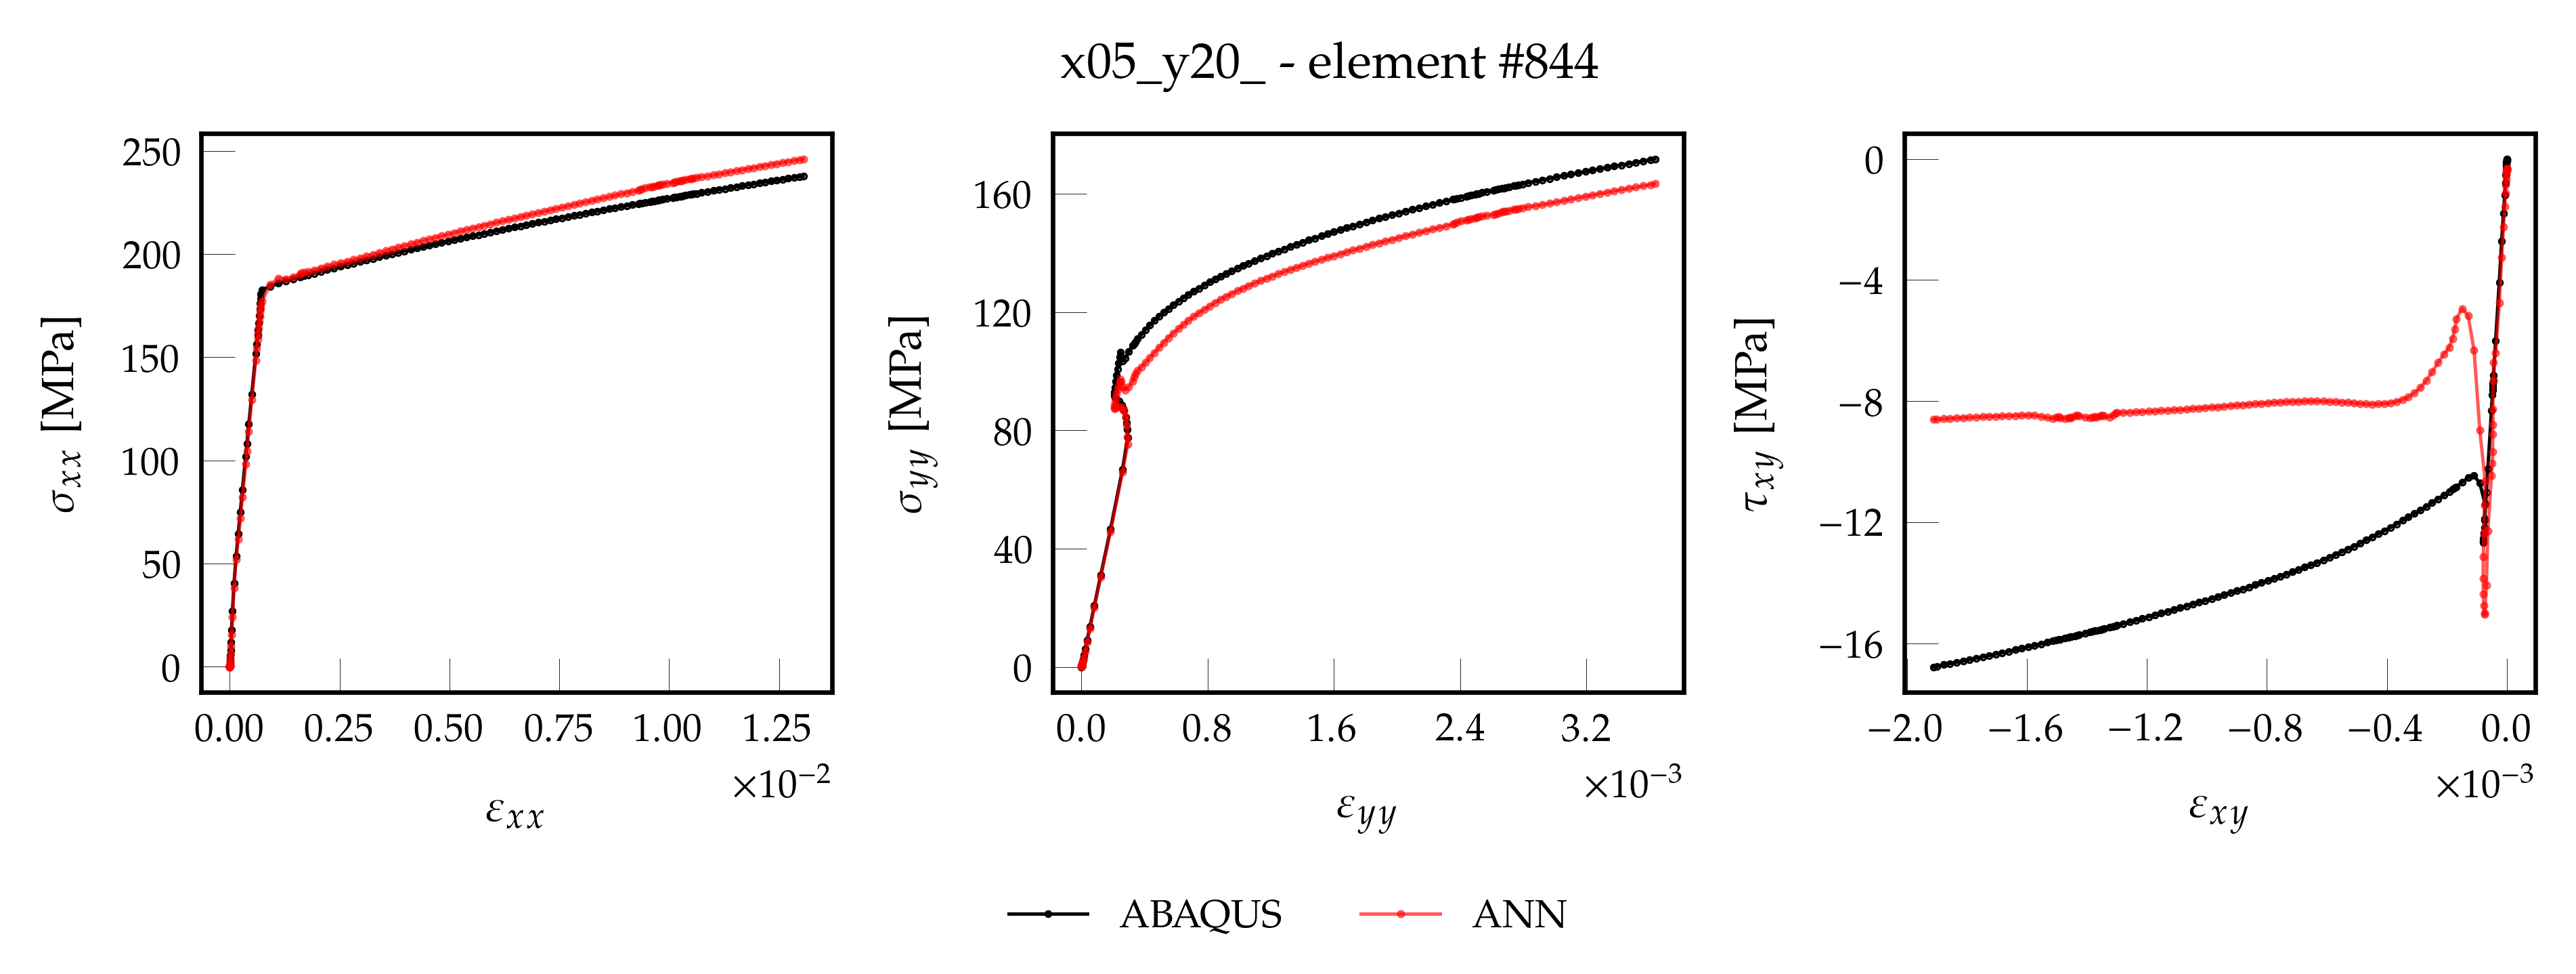 x05_y20_ - element #844
σxx [MPa]
250
200
150
100
50
0
0.00 0.25 0.50 0.75 1.00 1.25
×10−2
εxx
σyy [MPa]
160
120
80
40
0
0.0 0.8 1.6 2.4 3.2
×10−3
εyy
τxy [MPa]
0
−4
−8
−12
−16
−2.0 −1.6 −1.2 −0.8 −0.4 0.0
×10−3
εxy
ABAQUS ANN